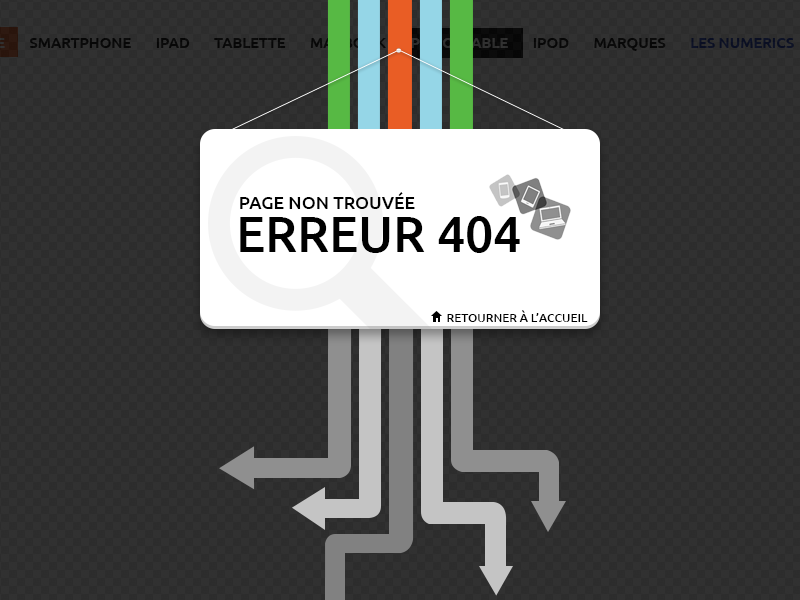 SMARTPHONE IPAD TABLETTE IPOD MARQUES LES NUMERICS
PAGE NON TROUVÉE
ERREUR 404
RETOURNER À L'ACCUEIL